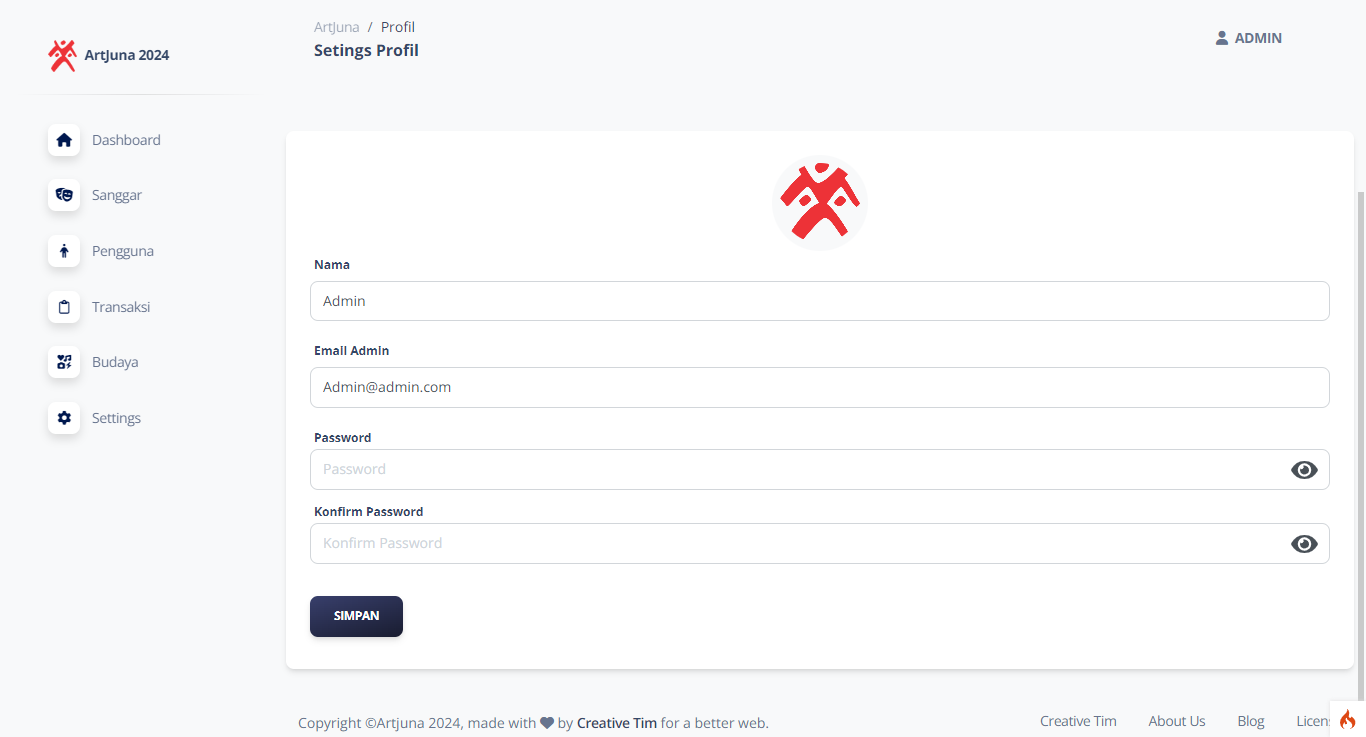 ArtJuna 2024
Dashboard
Sanggar
Pengguna
Transaksi
Budaya
Settings
ArtJuna / Profil
Setings Profil
ADMIN
Nama
Admin
Email Admin
Admin@admin.com
Password
Password
Konfirm Password
Konfirm Password
SIMPAN
Copyright ©Artjuna 2024, made with by Creative Tim for a better web.
Creative Tim
About Us
Blog